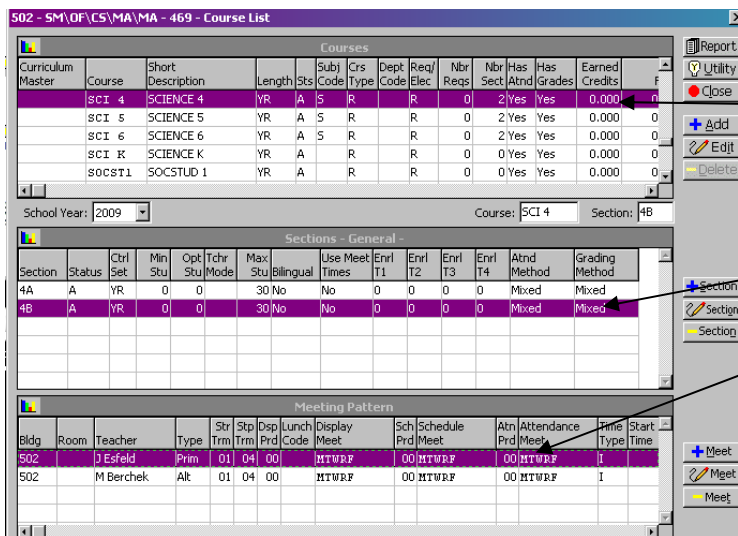 502 - SM\OF\CS\MA\MA - 469 - Course List
Courses
Curriculum Master Course Short Description Length Sts Subj Code Crs Type Dept Code Req/ Elec Nbr Reqs Nbr Sect Has Atnd Has Grades Earned Credits F
SCI 4 SCIENCE 4 YR A S R R 0 2 Yes Yes 0.000 0
SCI 5 SCIENCE 5 YR A S R R 0 2 Yes Yes 0.000 0
SCI 6 SCIENCE 6 YR A S R R 0 2 Yes Yes 0.000 0
SCI K SCIENCE K YR A R R 0 0 Yes Yes 0.000 0
SOCST1 SOCSTUD 1 YR A R R 0 0 Yes Yes 0.000 0
Report
Utility
Close
Add
Edit
Delete
School Year: 2009 Course: SCI 4 Section: 4B
Sections - General -
Section Status Ctrl Set Min Stu Opt Stu Tchr Mode Max Stu Bilingual Use Meet Times Enrl T1 Enrl T2 Enrl T3 Enrl T4 Atnd Method Grading Method
4A A YR 0 0 30 No No 0 0 0 0 Mixed Mixed
4B A YR 0 0 30 No No 0 0 0 0 Mixed Mixed
Section
Section
Section
Meeting Pattern
Bldg Room Teacher Type Str Trm Stp Trm Dsp Prd Lunch Code Display Meet Sch Prd Schedule Meet Atn Prd Attendance Meet Time Type Start Time
502 J Esfeld Prim 01 04 00 MTWRF 00 MTWRF 00 MTWRF I
502 M Berchek Alt 01 04 00 MTWRF 00 MTWRF 00 MTWRF I
Meet
Meet
Meet